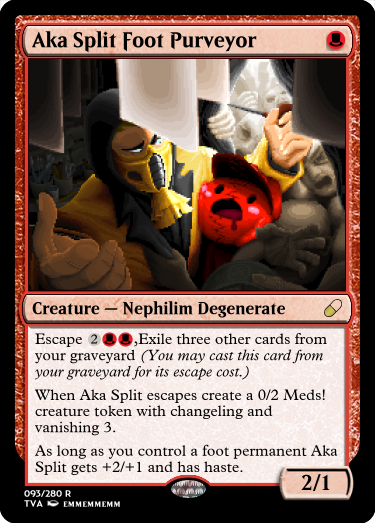 Aka Split Foot Purveyor
Creature — Nephilim Degenerate
Escape 2,Exile three other cards from
your graveyard (You may cast this card from
your graveyard for its escape cost.)
When Aka Split escapes create a 0/2 Meds!
creature token with changeling and
vanishing 3.
As long as you control a foot permanent Aka
Split gets +2/+1 and has haste.
2/1
093/280 R
TVA EMMEMMEMM